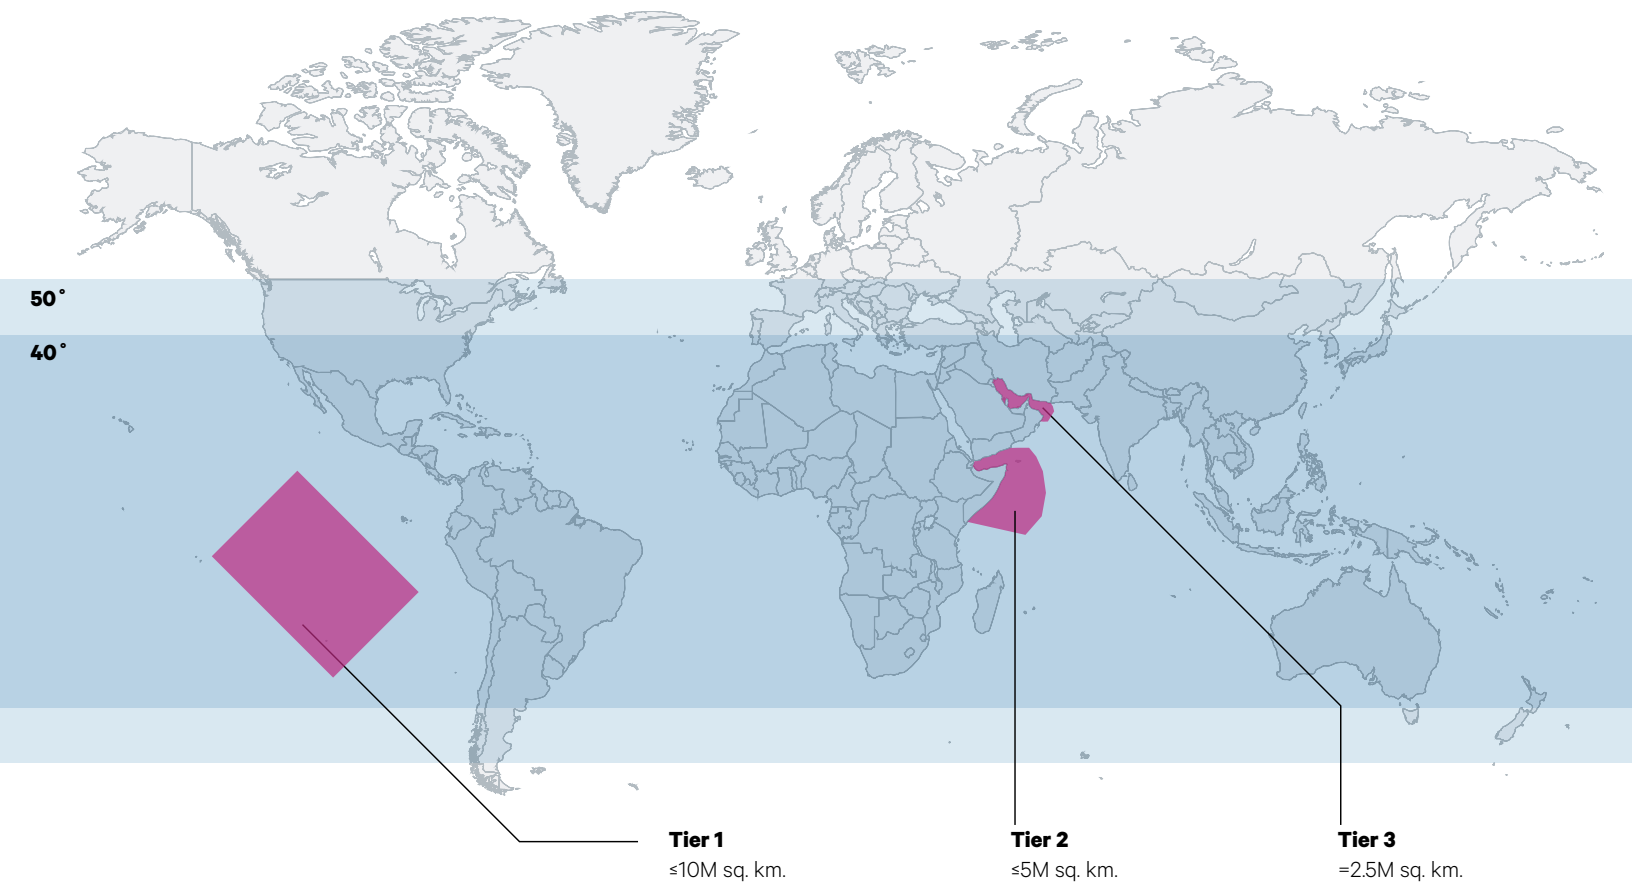 50°
40°
Tier 1
≤10M sq. km.
Tier 2
≤5M sq. km.
Tier 3
=2.5M sq. km.